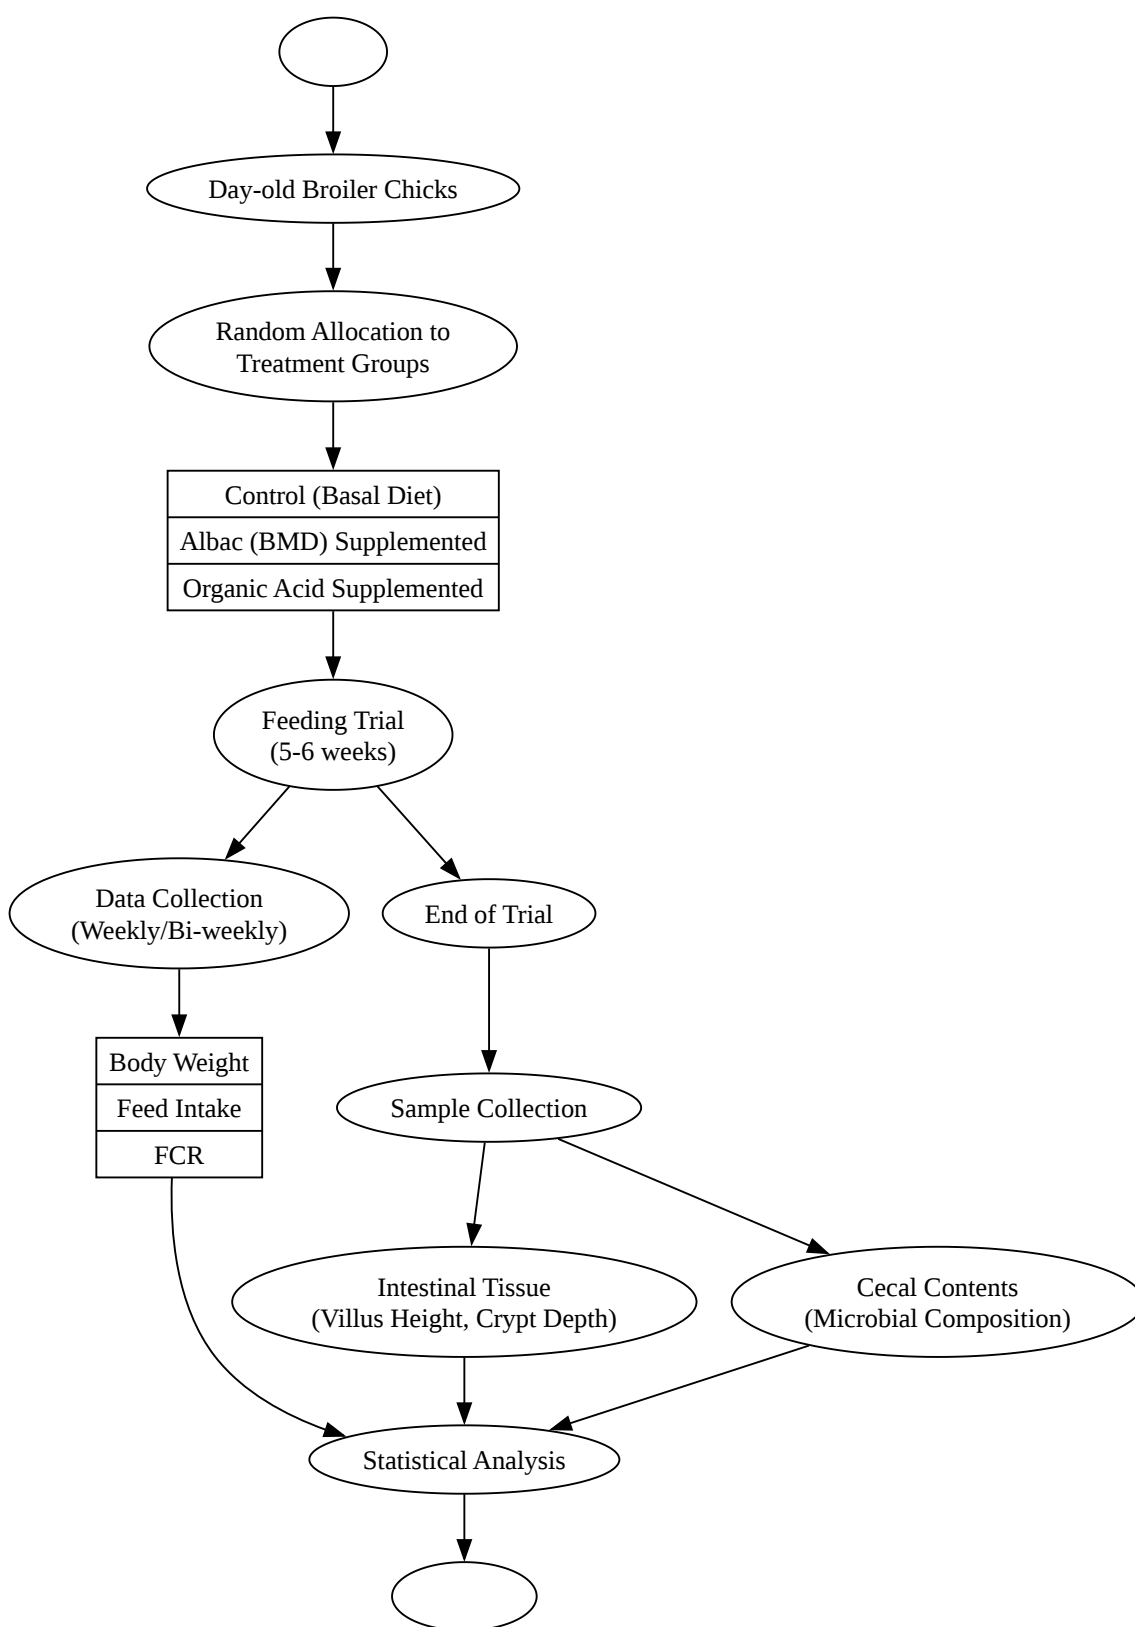 Day-old Broiler Chicks
Random Allocation to
Treatment Groups
Control (Basal Diet)
Albac (BMD) Supplemented
Organic Acid Supplemented
Feeding Trial
(5-6 weeks)
Data Collection
(Weekly/Bi-weekly)
End of Trial
Body Weight
Feed Intake
FCR
Sample Collection
Intestinal Tissue
(Villus Height, Crypt Depth)
Cecal Contents
(Microbial Composition)
Statistical Analysis